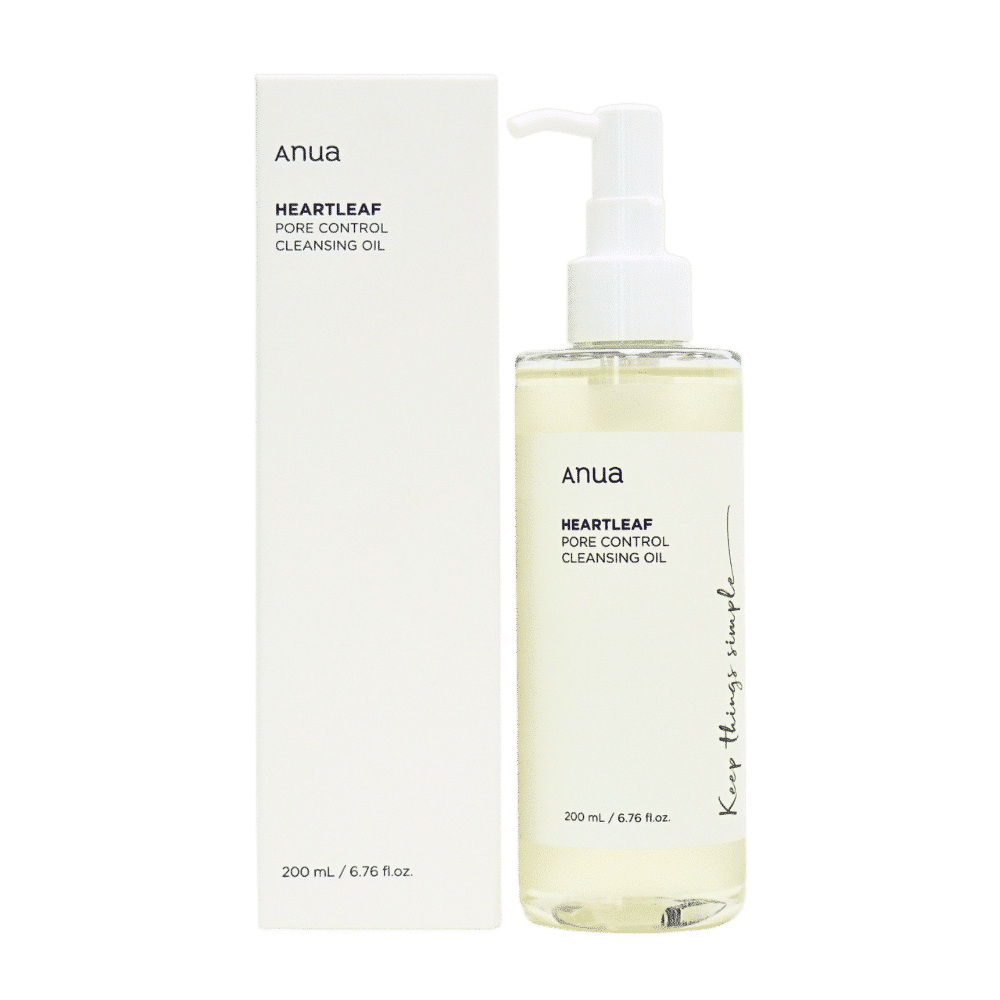 Anua
HEARTLEAF
PORE CONTROL
CLEANSING OIL
200 mL / 6.76 fl.oz.
Anua
HEARTLEAF
PORE CONTROL
CLEANSING OIL
200 mL / 6.76 fl.oz.
Keep things simple